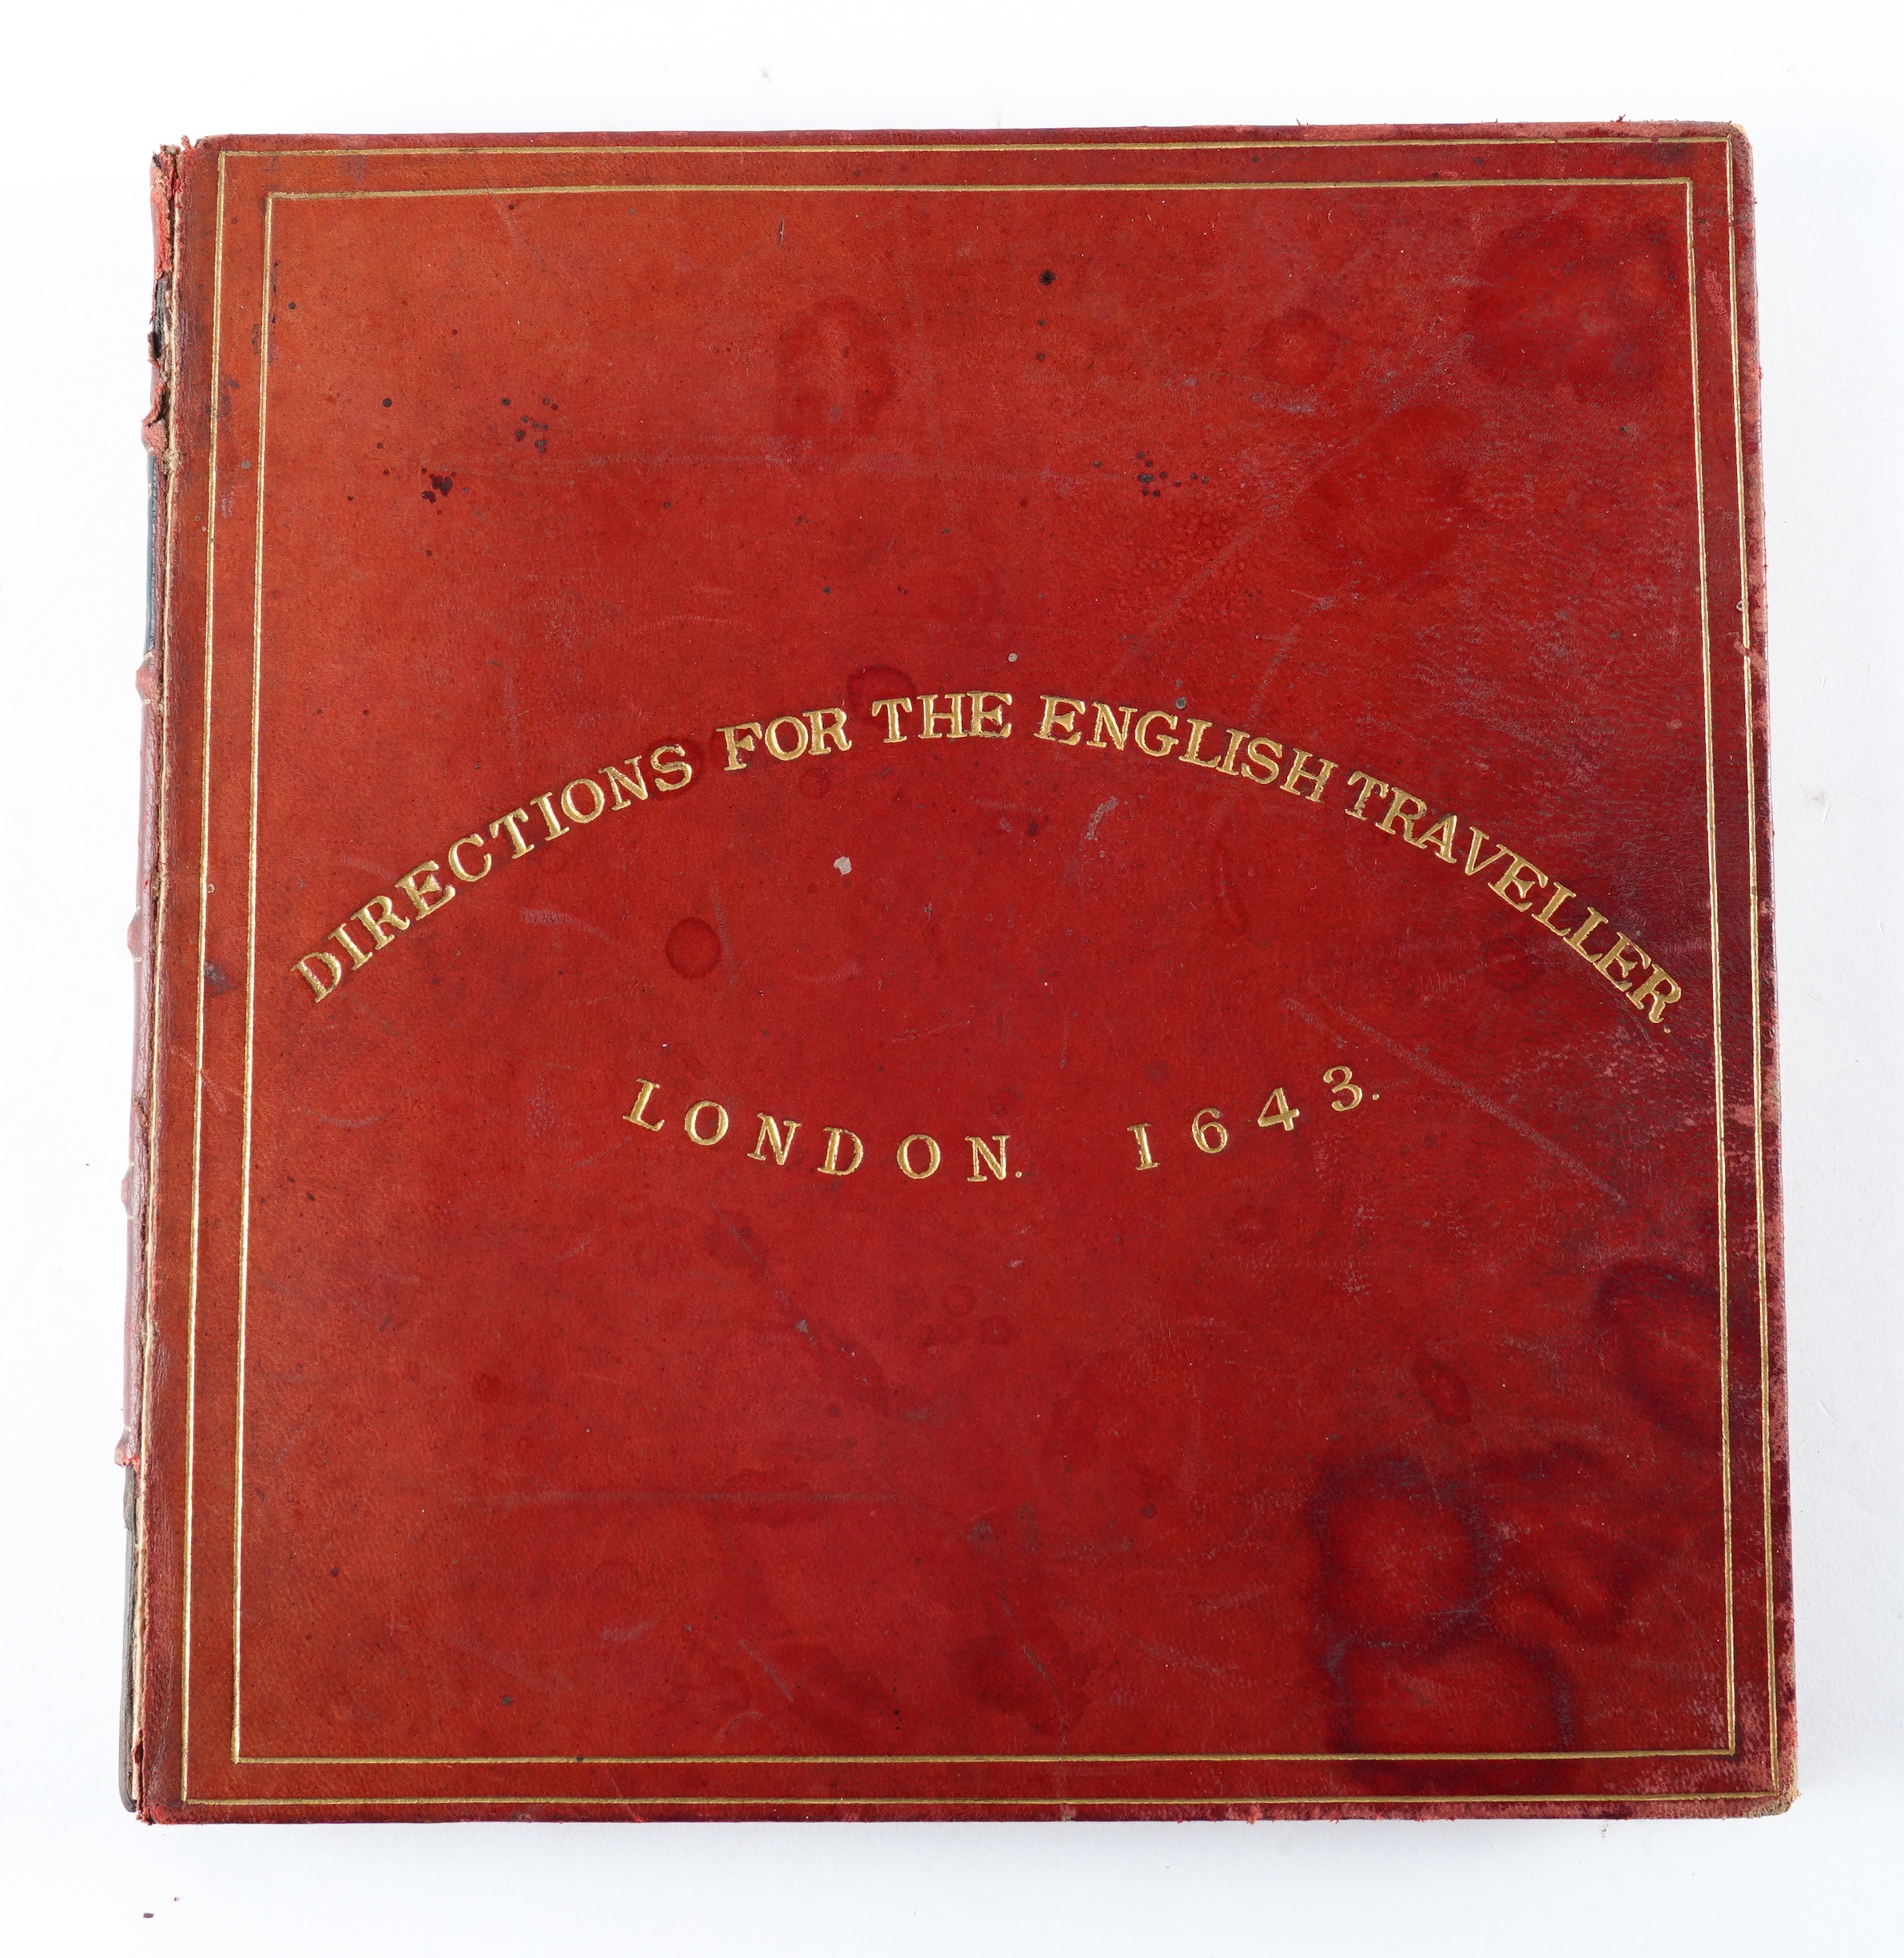 DIRECTIONS FOR THE ENGLISH TRAVELLER.
LONDON. 1643.